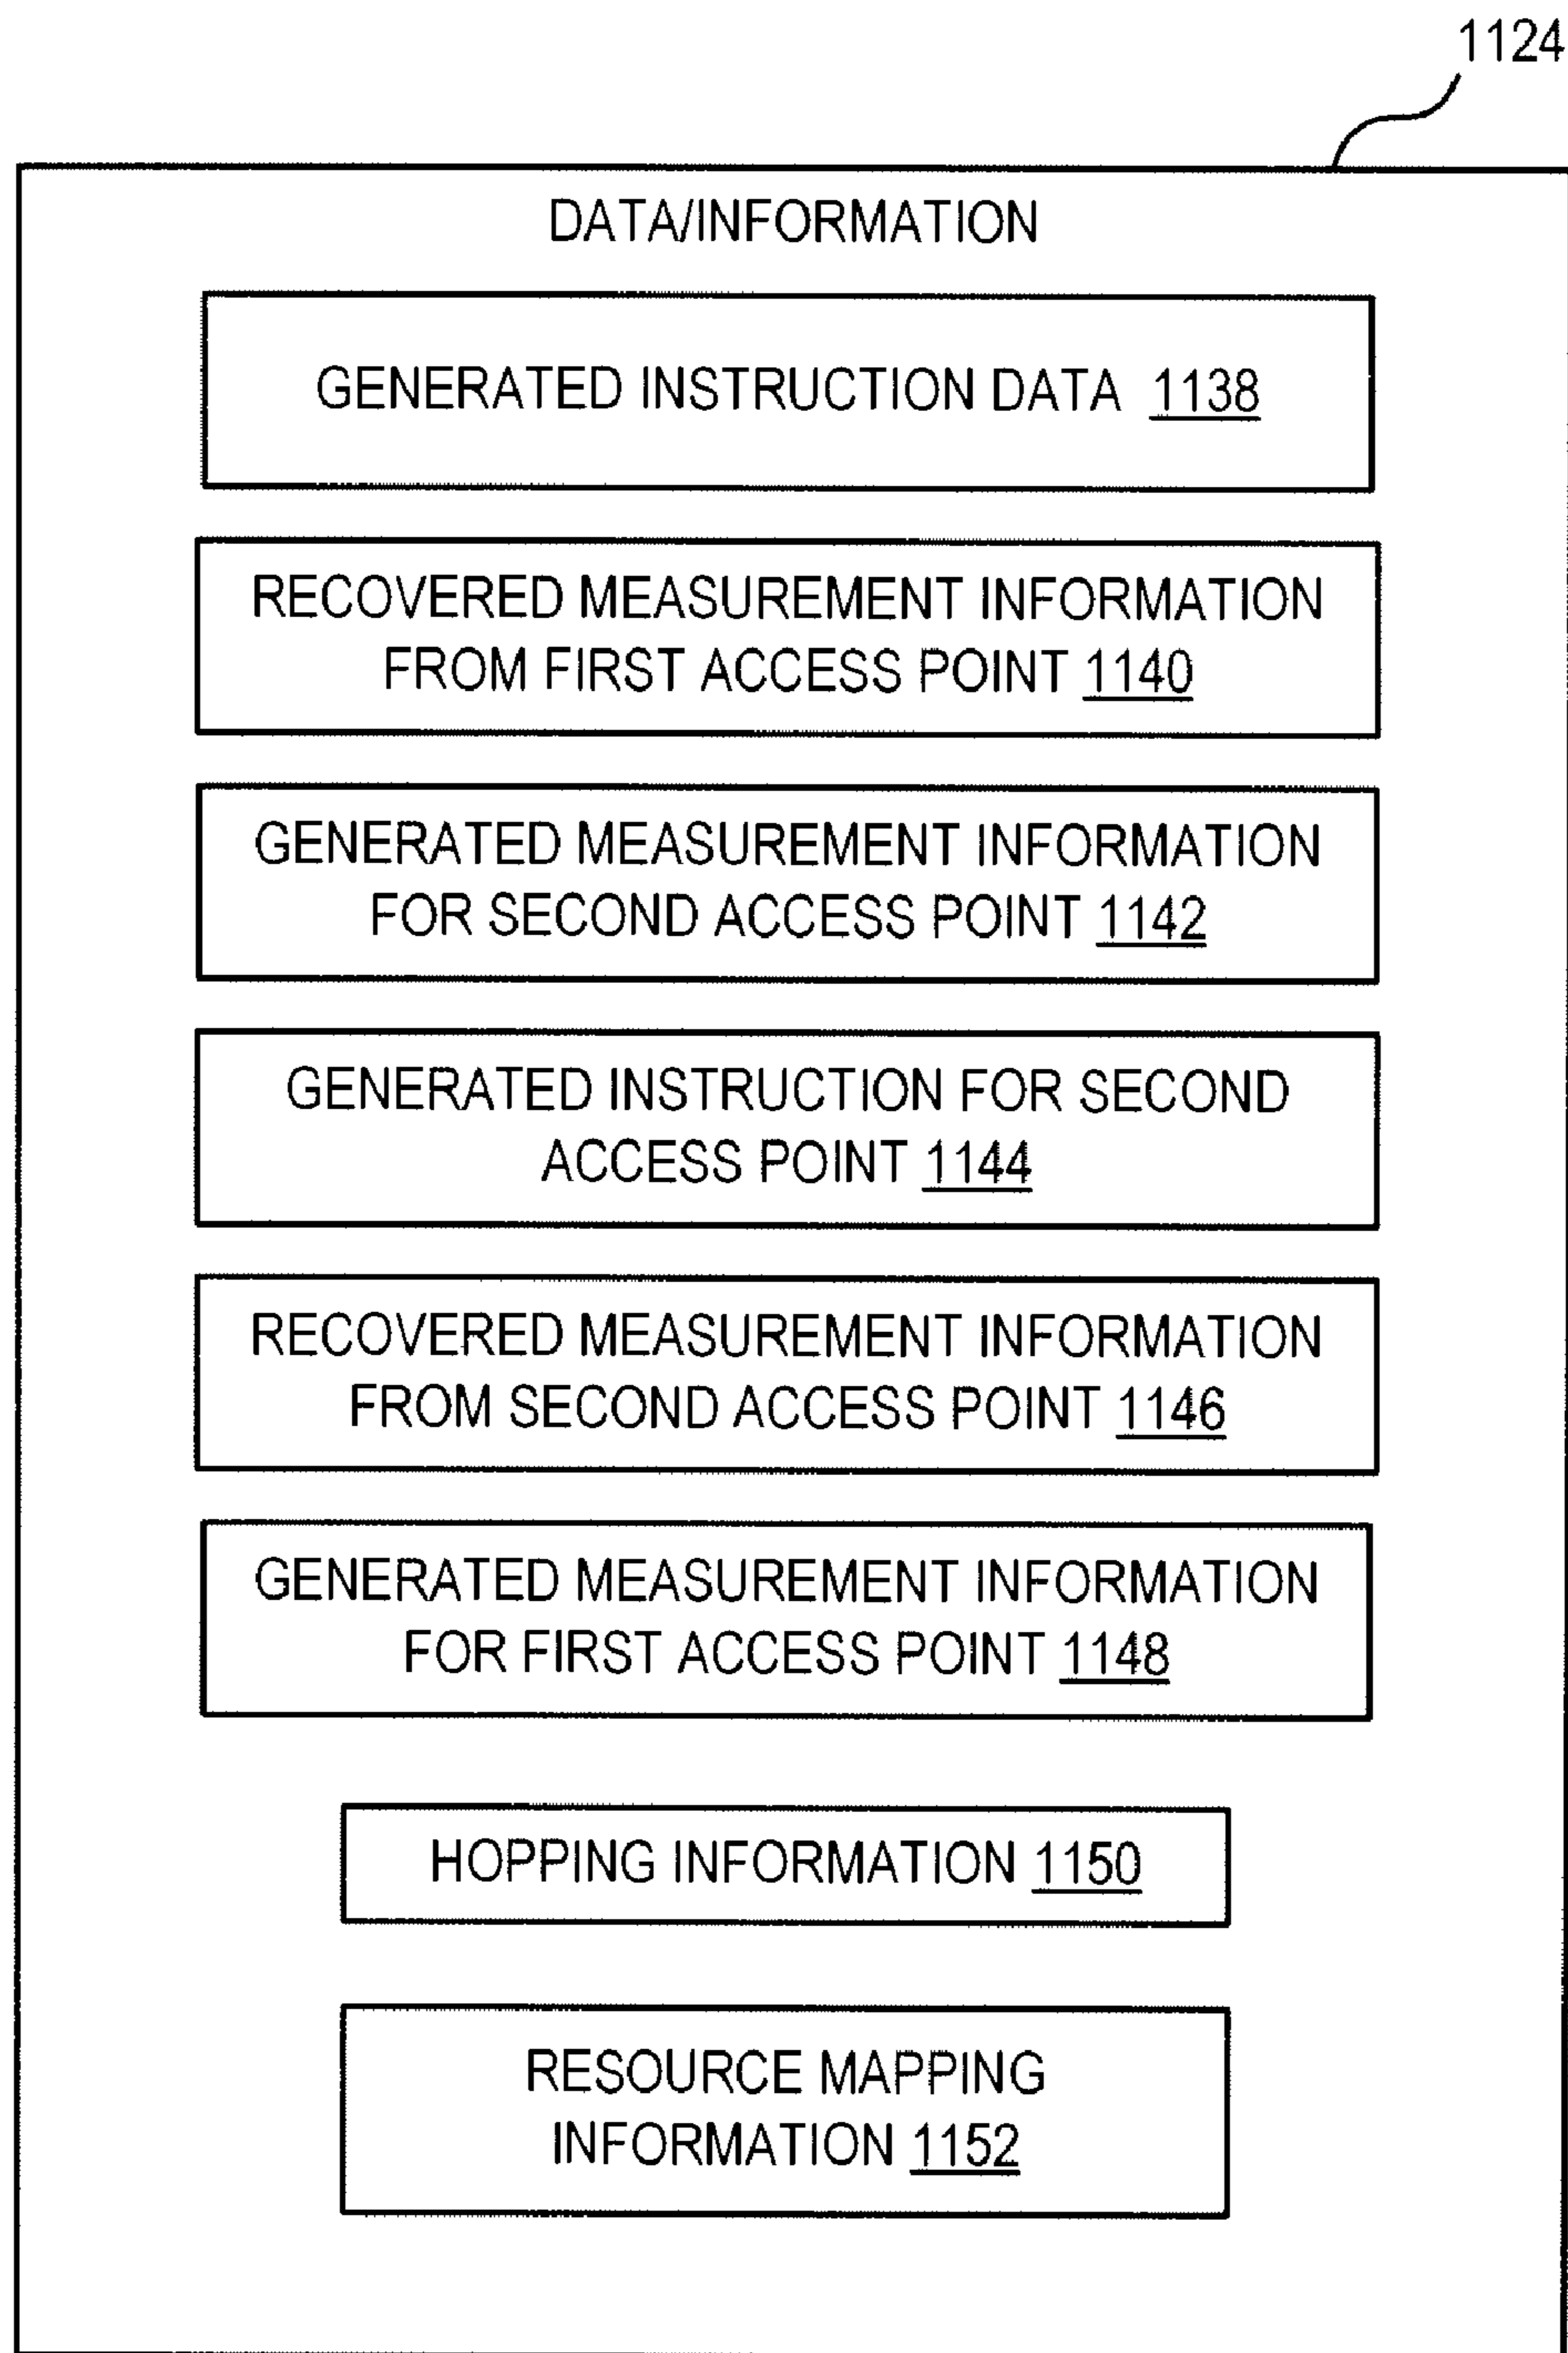 1124
DATA/INFORMATION
GENERATED INSTRUCTION DATA 1138
RECOVERED MEASUREMENT INFORMATION
FROM FIRST ACCESS POINT 1140
GENERATED MEASUREMENT INFORMATION
FOR SECOND ACCESS POINT 1142
GENERATED INSTRUCTION FOR SECOND
ACCESS POINT 1144
RECOVERED MEASUREMENT INFORMATION
FROM SECOND ACCESS POINT 1146
GENERATED MEASUREMENT INFORMATION
FOR FIRST ACCESS POINT 1148
HOPPING INFORMATION 1150
RESOURCE MAPPING
INFORMATION 1152